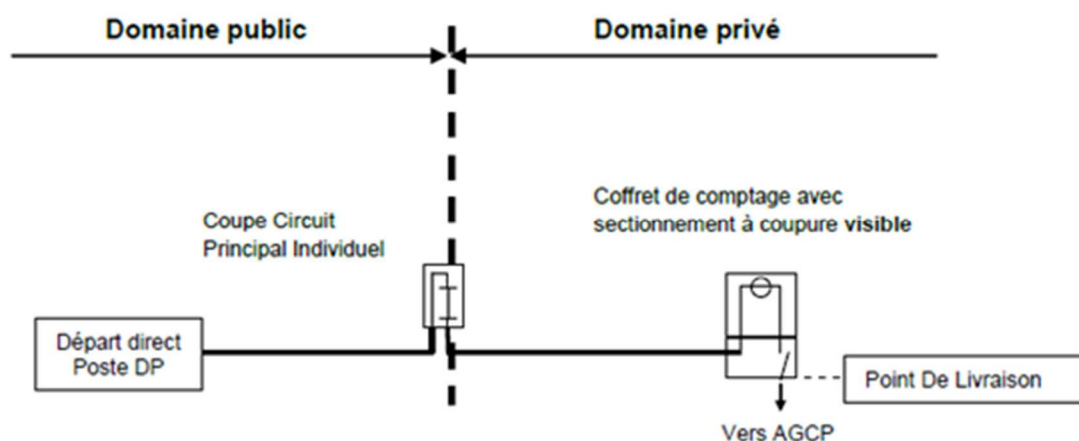 Domaine public
Domaine privé
Coupe Circuit
Principal Individuel
Coffret de comptage avec
sectionnement à coupure visible
Départ direct
Poste DP
Point De Livraison
Vers AGCP